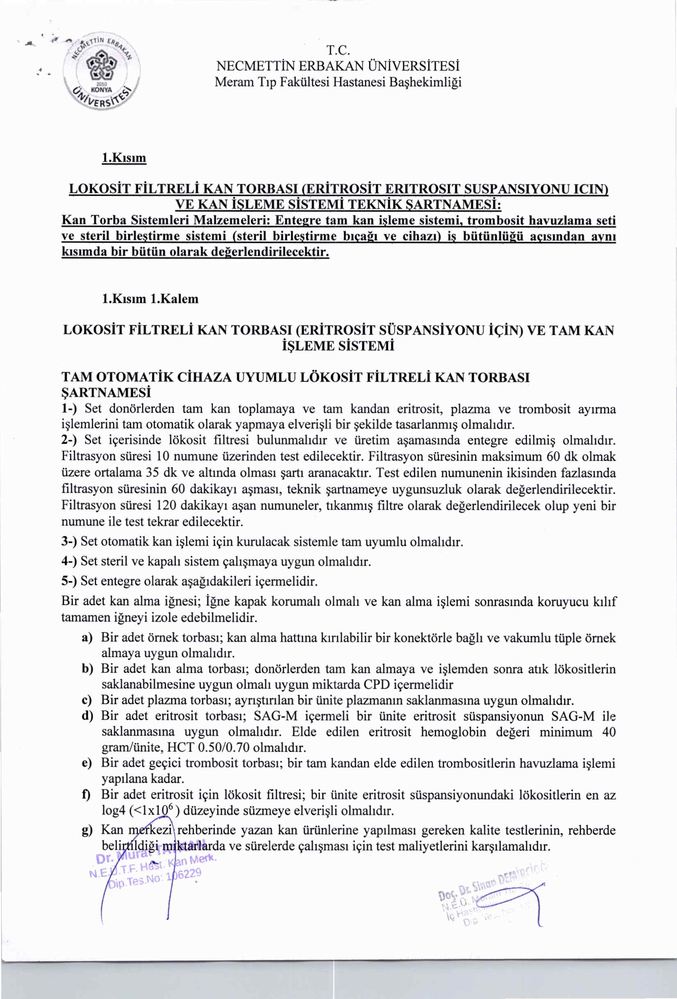 NECMETTİN ERBAKAN
2010
KONYA
ÜNİVERSİTESİ
T.C.
NECMETTİN ERBAKAN ÜNİVERSİTESİ
Meram Tıp Fakültesi Hastanesi Başhekimliği
1.Kısım
LOKOSİT FİLTRELİ KAN TORBASI (ERİTROSİT ERITROSIT SUSPANSIYONU ICIN)
VE KAN İŞLEME SİSTEMİ TEKNİK ŞARTNAMESİ:
Kan Torba Sistemleri Malzemeleri: Entegre tam kan işleme sistemi, trombosit havuzlama seti
ve steril birleştirme sistemi (steril birleştirme bıçağı ve cihazı) iş bütünlüğü açısından aynı
kısımda bir bütün olarak değerlendirilecektir.
1.Kısım 1.Kalem
LOKOSİT FİLTRELİ KAN TORBASI (ERİTROSİT SÜSPANSİYONU İÇİN) VE TAM KAN
İŞLEME SİSTEMİ
TAM OTOMATİK CİHAZA UYUMLU LÖKOSİT FİLTRELİ KAN TORBASI
ŞARTNAMESİ
1-) Set donörlerden tam kan toplamaya ve tam kandan eritrosit, plazma ve trombosit ayırma
işlemlerini tam otomatik olarak yapmaya elverişli bir şekilde tasarlanmış olmalıdır.
2-) Set içerisinde lökosit filtresi bulunmalıdır ve üretim aşamasında entegre edilmiş olmalıdır.
Filtrasyon süresi 10 numune üzerinden test edilecektir. Filtrasyon süresinin maksimum 60 dk olmak
üzere ortalama 35 dk ve altında olması şartı aranacaktır. Test edilen numunenin ikisinden fazlasında
filtrasyon süresinin 60 dakikayı aşması, teknik şartnameye uygunsuzluk olarak değerlendirilecektir.
Filtrasyon süresi 120 dakikayı aşan numuneler, tıkanmış filtre olarak değerlendirilecek olup yeni bir
numune ile test tekrar edilecektir.
3-) Set otomatik kan işlemi için kurulacak sistemle tam uyumlu olmalıdır.
4-) Set steril ve kapalı sistem çalışmaya uygun olmalıdır.
5-) Set entegre olarak aşağıdakileri içermelidir.
Bir adet kan alma iğnesi; İğne kapak korumalı olmalı ve kan alma işlemi sonrasında koruyucu kılıf
tamamen iğneyi izole edebilmelidir.
a) Bir adet örnek torbası; kan alma hattına kırılabilir bir konektörle bağlı ve vakumlu tüple örnek
almaya uygun olmalıdır.
b) Bir adet kan alma torbası; donörlerden tam kan almaya ve işlemden sonra atık lökositlerin
saklanabilmesine uygun olmalı uygun miktarda CPD içermelidir
c) Bir adet plazma torbası; ayrıştırılan bir ünite plazmanın saklanmasına uygun olmalıdır.
d) Bir adet eritrosit torbası; SAG-M içermeli bir ünite eritrosit süspansiyonun SAG-M ile
saklanmasına uygun olmalıdır. Elde edilen eritrosit hemoglobin değeri minimum 40
gram/ünite, HCT 0.50/0.70 olmalıdır.
e) Bir adet geçici trombosit torbası; bir tam kandan elde edilen trombositlerin havuzlama işlemi
yapılana kadar.
f) Bir adet eritrosit için lökosit filtresi; bir ünite eritrosit süspansiyonundaki lökositlerin en az
log4 (<1x10⁶) düzeyinde süzmeye elverişli olmalıdır.
g) Kan merkezi rehberinde yazan kan ürünlerine yapılması gereken kalite testlerinin, rehberde
belirtildiği miktarlarda ve sürelerde çalışması için test maliyetlerini karşılamalıdır.
Dr. Murat TATKAN
N.E.Ü.T.F. Hast. Kan Merk.
Dip.Tes.No: 106229
Doç. Dr. Sinan
N.E.Ü. Meram Tıp
İç
Dip.